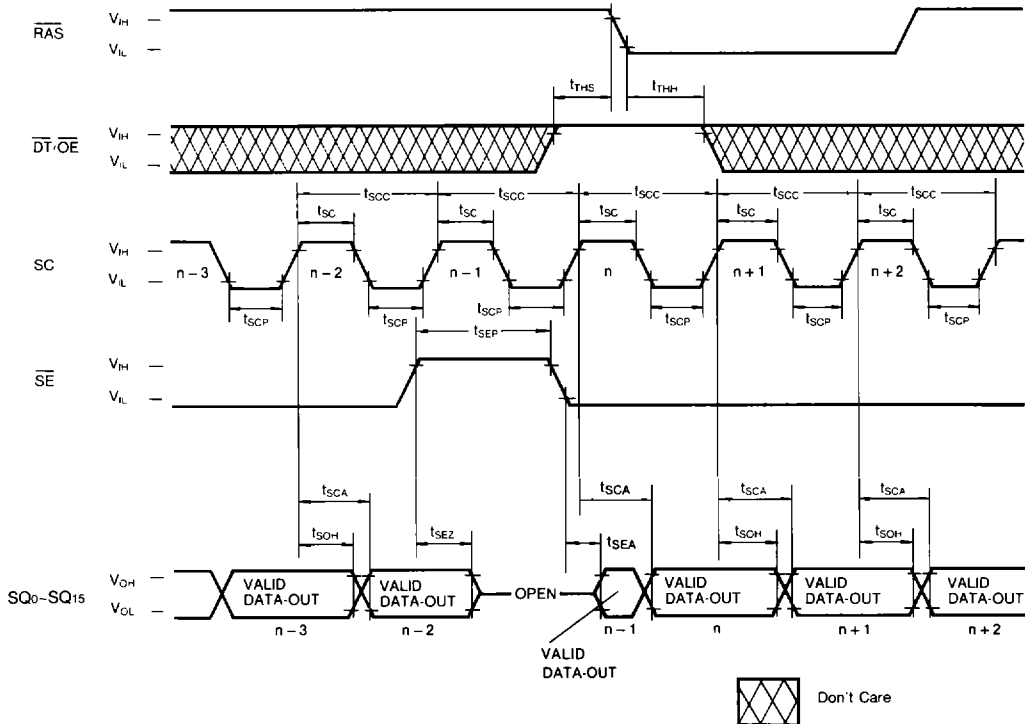 RAS
VIH
VIL
tTHS
tTHH
DT/OE
VIH
VIL
tSCC tSCC tSCC tSCC tSCC
tSC tSC tSC tSC tSC
SC
VIH
VIL
n−3 n−2 n−1 n n+1 n+2
tSCP tSCP tSCP tSCP tSCP tSCP
tSEP
SE
VIH
VIL
tSCA tSCA tSCA tSCA
tSOH tSEZ tSEA tSOH tSOH
SQ0~SQ15
VOH
VOL
VALID DATA-OUT
VALID DATA-OUT
OPEN
VALID DATA-OUT
VALID DATA-OUT
VALID DATA-OUT
n−3 n−2 n−1 n n+1 n+2
VALID
DATA-OUT
Don't Care